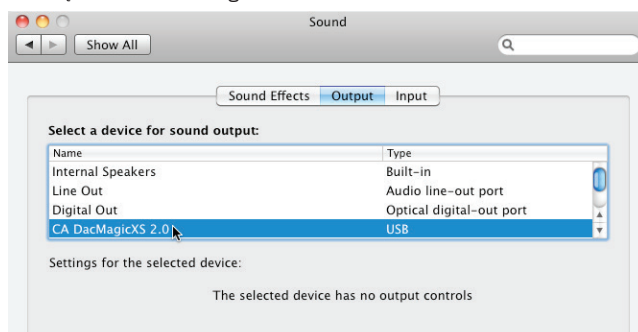 Sound
Show All
Sound Effects Output Input
Select a device for sound output:
Name Type
Internal Speakers Built-in
Line Out Audio line-out port
Digital Out Optical digital-out port
CA DacMagicXS 2.0 USB
Settings for the selected device:
The selected device has no output controls